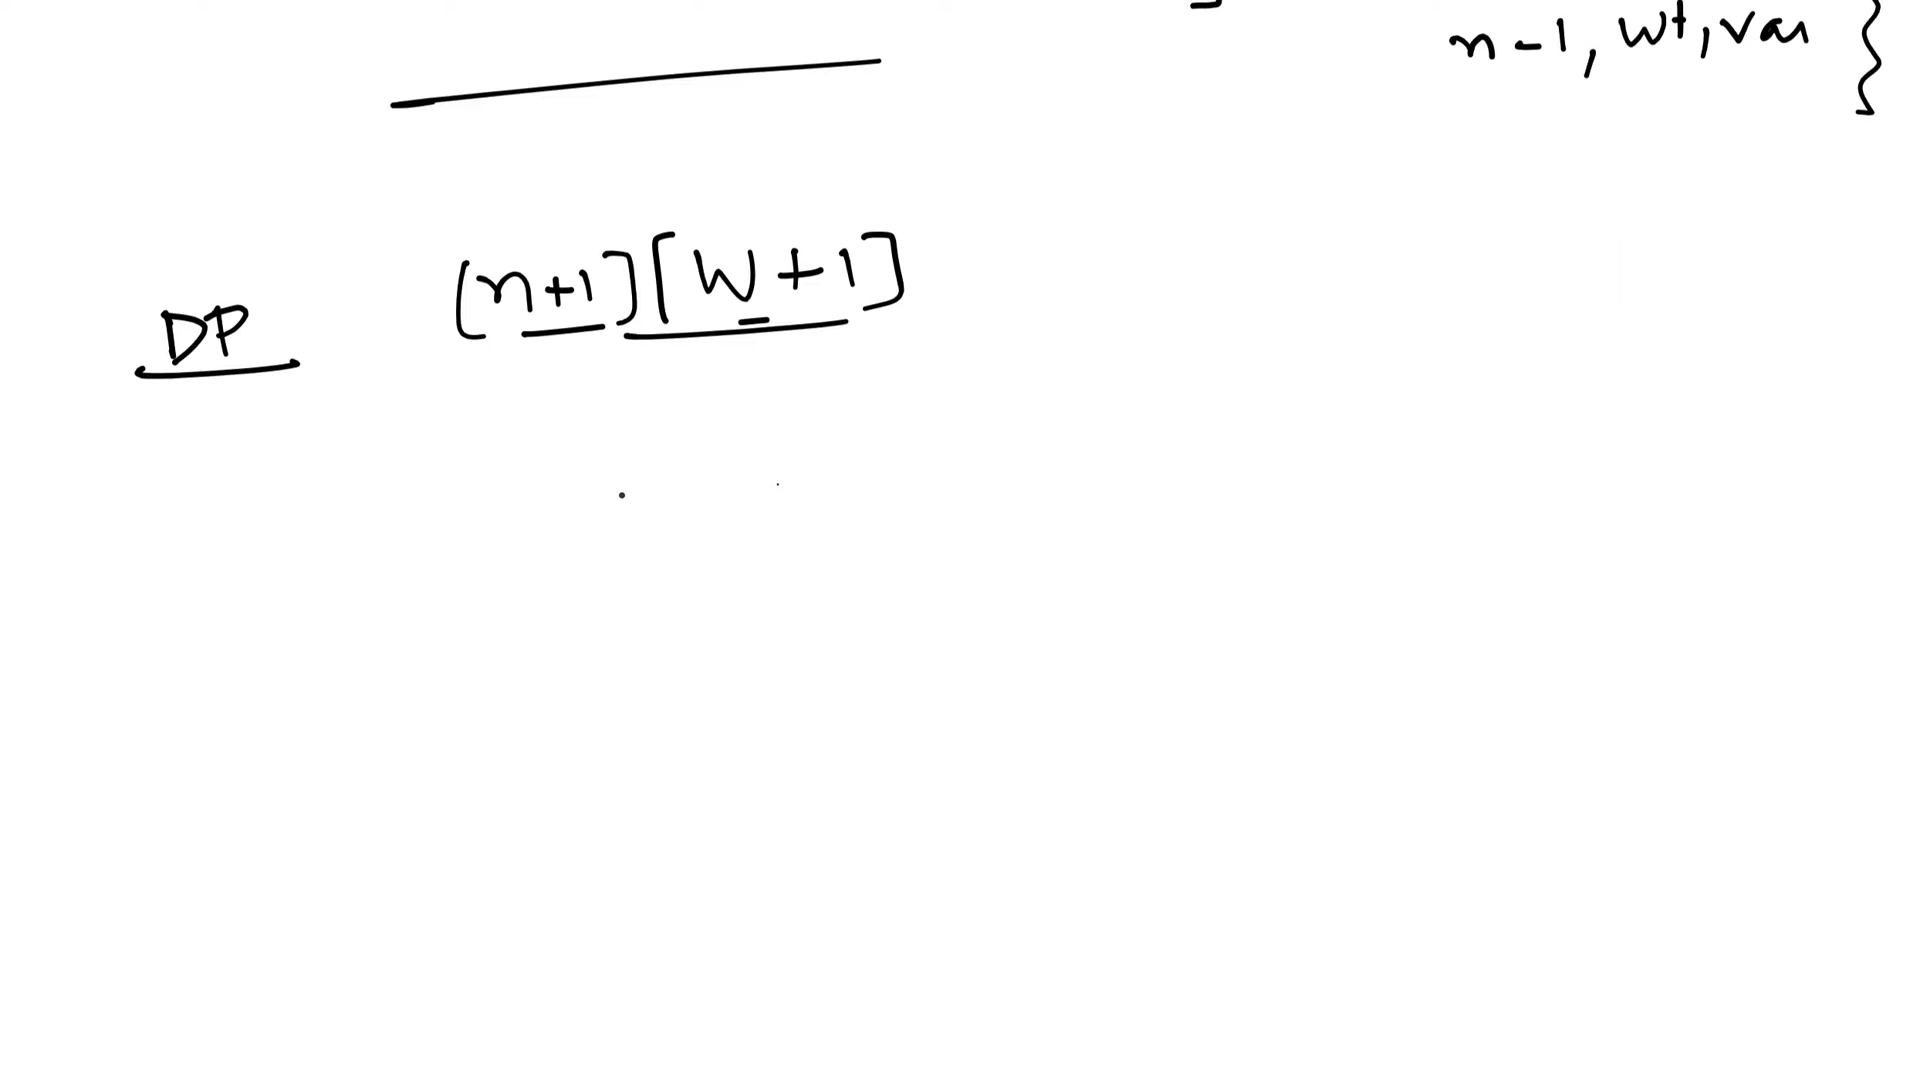 n-1, wt, val }
[n+1][W+1]
DP